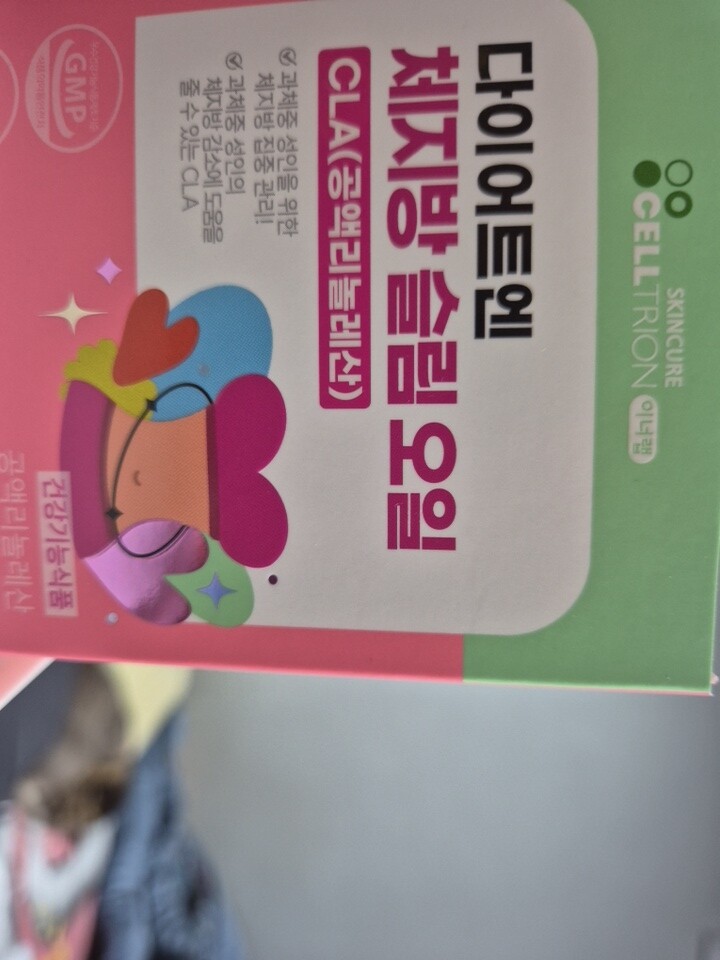 SKINCURE
CELLTRION 이너랩
다이어트엔
체지방 슬림 오일
CLA(공액리놀레산)
과체중 성인을 위한
체지방 집중 관리!
과체중 성인의
체지방 감소에 도움을
줄 수 있는 CLA
GMP
건강기능식품
공액리놀레산